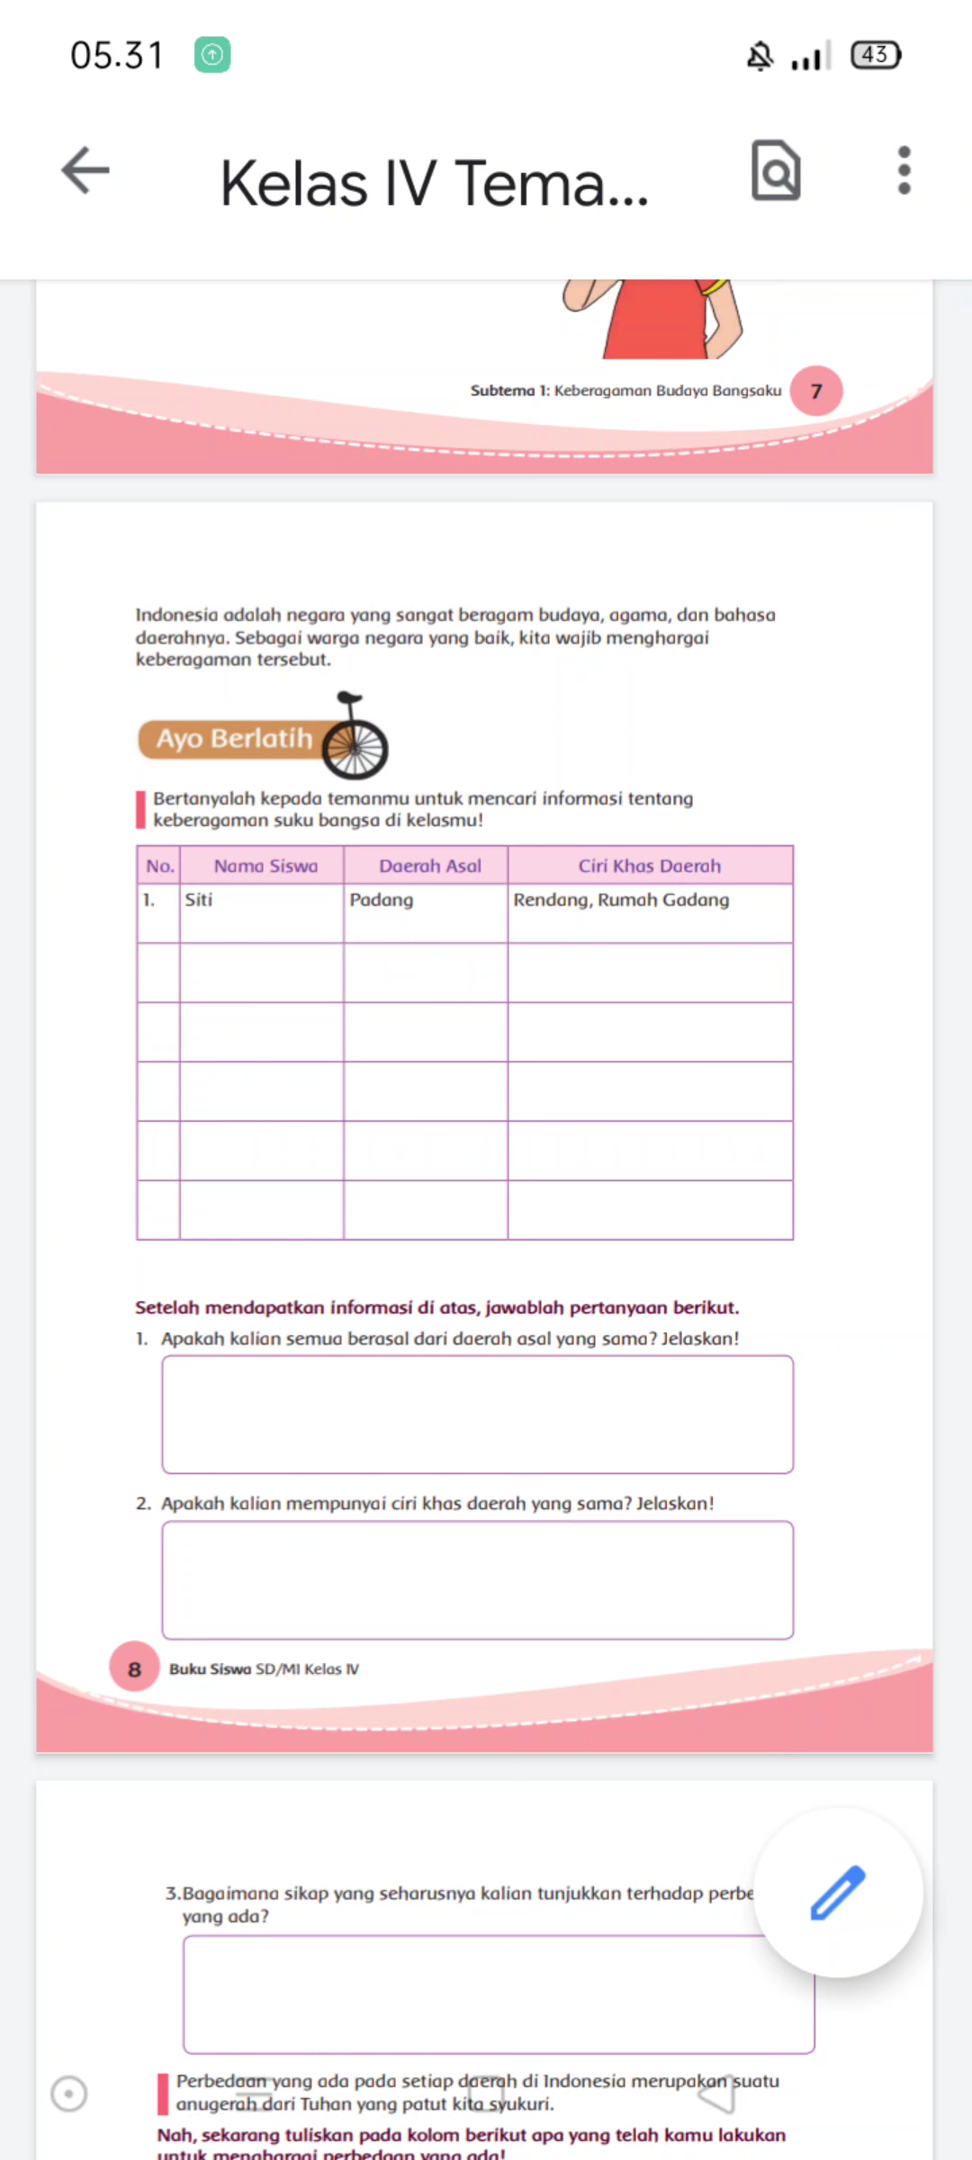 05.31
43
Kelas IV Tema...
Subtema 1: Keberagaman Budaya Bangsaku 7
Indonesia adalah negara yang sangat beragam budaya, agama, dan bahasa
daerahnya. Sebagai warga negara yang baik, kita wajib menghargai
keberagaman tersebut.
Ayo Berlatih
Bertanyalah kepada temanmu untuk mencari informasi tentang
keberagaman suku bangsa di kelasmu!
No. Nama Siswa Daerah Asal Ciri Khas Daerah
1. Siti Padang Rendang, Rumah Gadang
Setelah mendapatkan informasi di atas, jawablah pertanyaan berikut.
1. Apakah kalian semua berasal dari daerah asal yang sama? Jelaskan!
2. Apakah kalian mempunyai ciri khas daerah yang sama? Jelaskan!
8 Buku Siswa SD/MI Kelas IV
3.Bagaimana sikap yang seharusnya kalian tunjukkan terhadap perbe
yang ada?
Perbedaan yang ada pada setiap daerah di Indonesia merupakan suatu
anugerah dari Tuhan yang patut kita syukuri.
Nah, sekarang tuliskan pada kolom berikut apa yang telah kamu lakukan
untuk menghargai perbedaan yang ada!